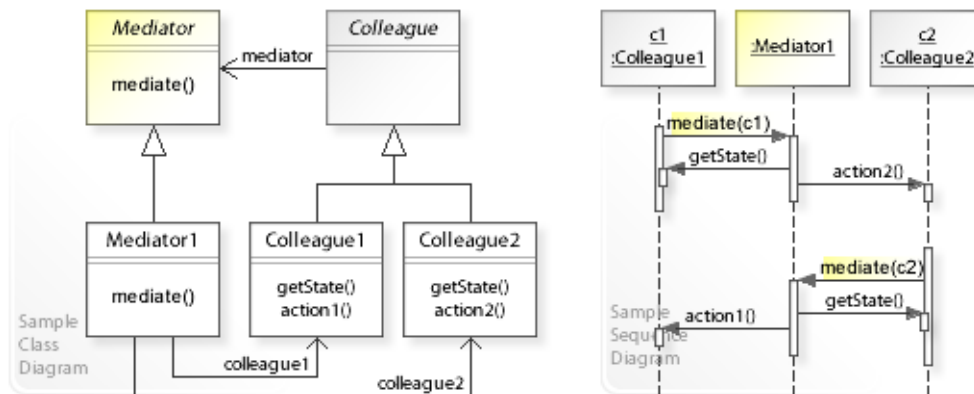 Mediator
mediate()
mediator
Colleague
Mediator1
mediate()
Colleague1
getState()
action1()
Colleague2
getState()
action2()
colleague1
colleague2
Sample
Class
Diagram
c1
:Colleague1
:Mediator1
c2
:Colleague2
mediate(c1)
getState()
action2()
mediate(c2)
getState()
action1()
Sample
Sequence
Diagram